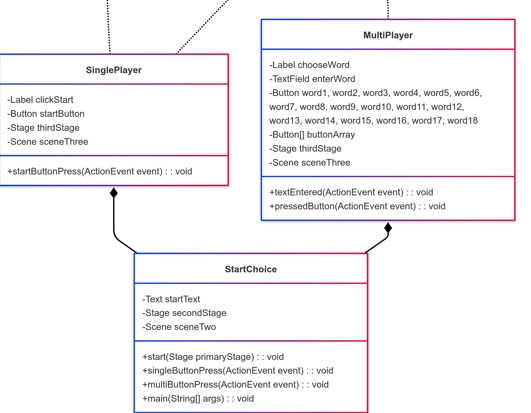 SinglePlayer
-Label clickStart
-Button startButton
-Stage thirdStage
-Scene sceneThree
+startButtonPress(ActionEvent event) : : void
MultiPlayer
-Label chooseWord
-TextField enterWord
-Button word1, word2, word3, word4, word5, word6,
word7, word8, word9, word10, word11, word12,
word13, word14, word15, word16, word17, word18
-Button[] buttonArray
-Stage thirdStage
-Scene sceneThree
+textEntered(ActionEvent event) : : void
+pressedButton(ActionEvent event) : : void
StartChoice
-Text startText
-Stage secondStage
-Scene sceneTwo
+start(Stage primaryStage) : : void
+singleButtonPress(ActionEvent event) : : void
+multiButtonPress(ActionEvent event) : : void
+main(String[] args) : : void